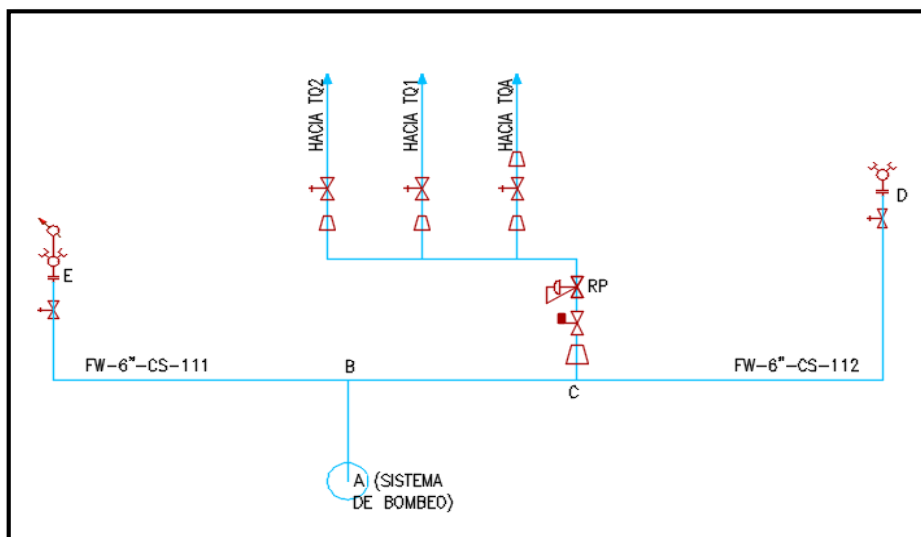 HACIA TQ2
HACIA TQ1
HACIA TQA
D
E
RP
FW-6"-CS-111
B
FW-6"-CS-112
C
A (SISTEMA
DE BOMBEO)